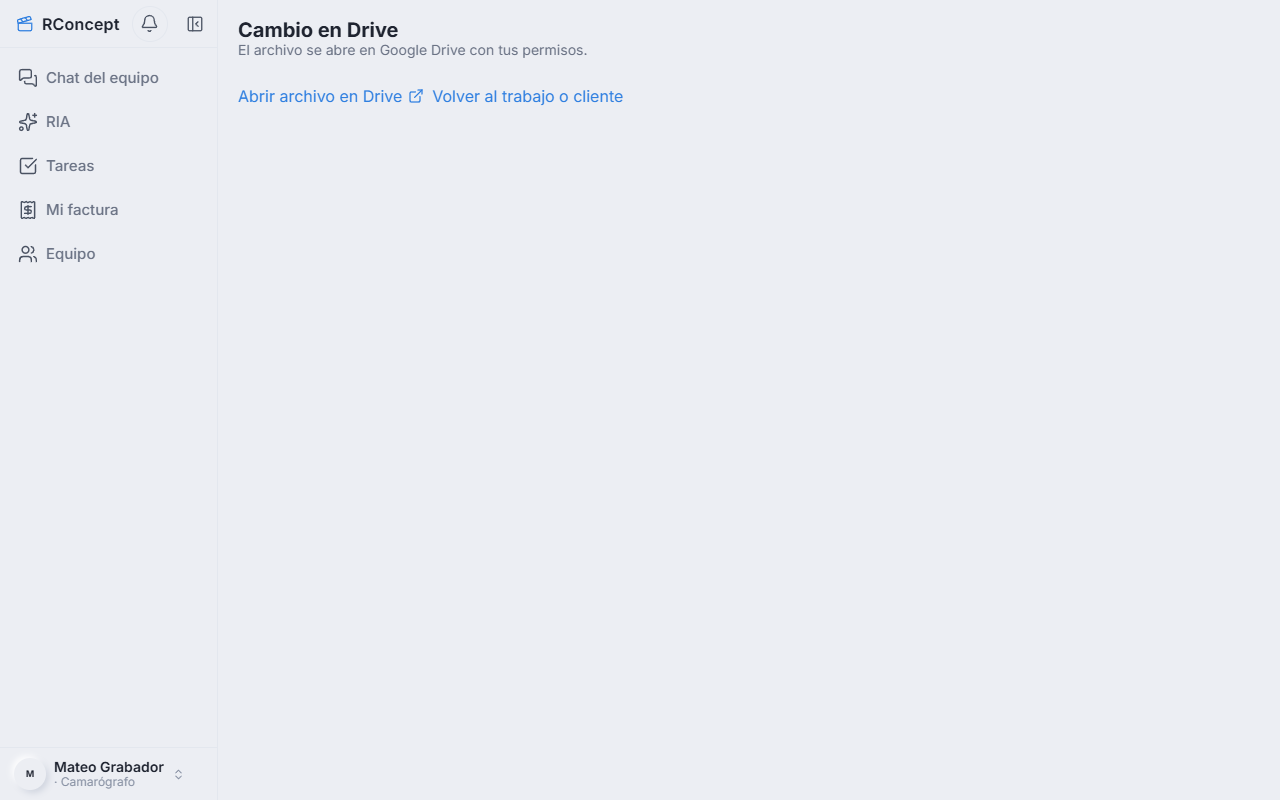 RConcept
Chat del equipo
RIA
Tareas
Mi factura
Equipo
Cambio en Drive
El archivo se abre en Google Drive con tus permisos.
Abrir archivo en Drive Volver al trabajo o cliente
M
Mateo Grabador
· Camarógrafo